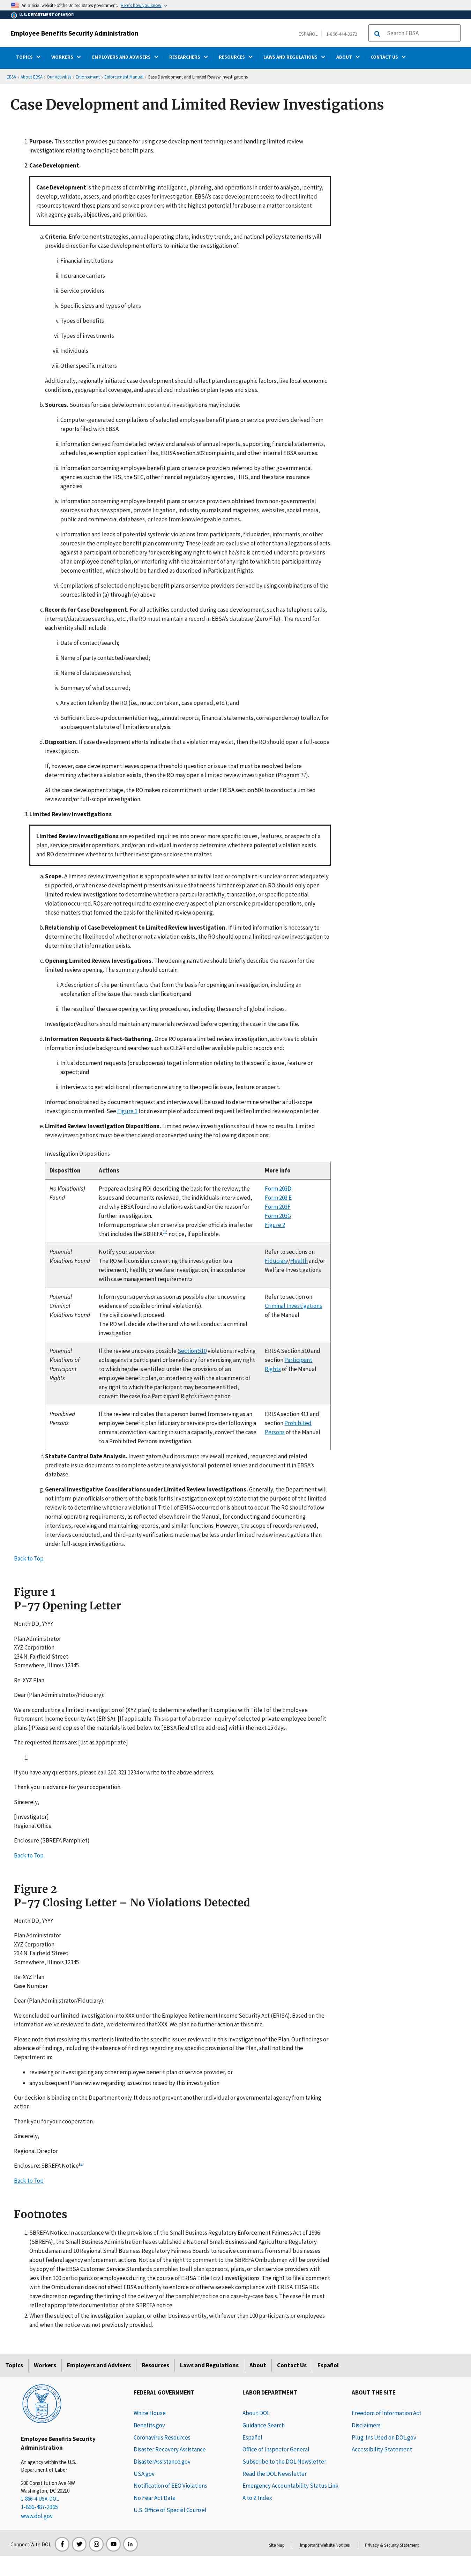 An official website of the United States government. Here's how you know
U.S. DEPARTMENT OF LABOR
Employee Benefits Security Administration
ESPAÑOL
1-866-444-3272
Search EBSA
TOPICS
WORKERS
EMPLOYERS AND ADVISERS
RESEARCHERS
RESOURCES
LAWS AND REGULATIONS
ABOUT
CONTACT US
EBSA › About EBSA › Our Activities › Enforcement › Enforcement Manual › Case Development and Limited Review Investigations
Case Development and Limited Review Investigations
1. Purpose. This section provides guidance for using case development techniques and handling limited review
investigations relating to employee benefit plans.
2. Case Development.
Case Development is the process of combining intelligence, planning, and operations in order to analyze, identify,
develop, validate, assess, and prioritize cases for investigation. EBSA's case development seeks to direct limited
resources toward those plans and service providers with the highest potential for abuse in a matter consistent
with agency goals, objectives, and priorities.
a. Criteria. Enforcement strategies, annual operating plans, industry trends, and national policy statements will
provide direction for case development efforts to initiate the investigation of:
i. Financial institutions
ii. Insurance carriers
iii. Service providers
iv. Specific sizes and types of plans
v. Types of benefits
vi. Types of investments
vii. Individuals
viii. Other specific matters
Additionally, regionally initiated case development should reflect plan demographic factors, like local economic
conditions, geographical coverage, and specialized industries or plan types and sizes.
b. Sources. Sources for case development potential investigations may include:
i. Computer-generated compilations of selected employee benefit plans or service providers derived from
reports filed with EBSA.
ii. Information derived from detailed review and analysis of annual reports, supporting financial statements,
schedules, exemption application files, ERISA section 502 complaints, and other internal EBSA sources.
iii. Information concerning employee benefit plans or service providers referred by other governmental
agencies such as the IRS, the SEC, other financial regulatory agencies, HHS, and the state insurance
agencies.
iv. Information concerning employee benefit plans or service providers obtained from non-governmental
sources such as newspapers, private litigation, industry journals and magazines, websites, social media,
public and commercial databases, or leads from knowledgeable parties.
v. Information and leads of potential systemic violations from participants, fiduciaries, informants, or others
in the employee benefit plan community. These leads are exclusive of other than allegations of acts
against a participant or beneficiary for exercising any right to which he/she is entitled under the provisions
of an employee benefit plan, or interfering with the attainment of any right to which the participant may
become entitled, which should be handled as described in Participant Rights.
vi. Compilations of selected employee benefit plans or service providers derived by using combinations of the
sources listed in (a) through (e) above.
c. Records for Case Development. For all activities conducted during case development, such as telephone calls,
internet/database searches, etc., the RO must maintain a record in EBSA's database (Zero File) . The record for
each entity shall include:
i. Date of contact/search;
ii. Name of party contacted/searched;
iii. Name of database searched;
iv. Summary of what occurred;
v. Any action taken by the RO (i.e., no action taken, case opened, etc.); and
vi. Sufficient back-up documentation (e.g., annual reports, financial statements, correspondence) to allow for
a subsequent statute of limitations analysis.
d. Disposition. If case development efforts indicate that a violation may exist, then the RO should open a full-scope
investigation.
If, however, case development leaves open a threshold question or issue that must be resolved before
determining whether a violation exists, then the RO may open a limited investigation (Program 77).
At the case development stage, the RO makes no commitment under ERISA section 504 to conduct a limited
review and/or full-scope investigation.
3. Limited Review Investigations
Limited Review Investigations are expedited inquiries into one or more specific issues, features, or aspects of a
plan, service provider operations, and/or an individual in order to determine whether a potential violation exists
and RO determines whether to further investigate or close the matter.
a. Scope. A limited review investigation is appropriate when an initial lead or complaint is unclear or not adequately
supported, or when case development presents an issue that needs further investigation. ROs should only open
limited reviews to determine whether a potential violation exists relating to a particular activity, transaction, or
specific potential violation. ROs are not required to examine every aspect of plan or service provider operations, only
those matters that formed the basis for the limited review opening.
b. Relationship of Case Development to Limited Review Investigation. If limited information is necessary to
determine the likelihood of whether or not a violation exists, the RO should open a limited review investigation to
determine that information exists.
c. Opening Limited Review Investigations. The opening narrative should briefly describe the reason for the
limited review. The summary should contain:
i. A description of the pertinent facts that form the basis for opening an investigation, including an
explanation of the issue that needs clarification; and
ii. The results of the case opening vetting procedures, including the search of global indices.
Investigator/Auditors should maintain any materials reviewed before opening the case in the case file.
d. Information Requests & Fact-Gathering. Once RO opens a limited review investigation, activities to obtain
information include background searches such as CLEAR and other available public records and:
i. Initial document requests (or subpoenas) to get information relating to the specific issue, feature or
aspect; and
ii. Interviews to get additional information relating to the specific issue, feature or aspect.
Information obtained by document request and interviews will be used to determine whether a full-scope
investigation is merited. See Figure 1 for an example of a document request letter/limited review open letter.
e. Limited Review Investigation Dispositions. Limited review investigations should have no results. Limited
review investigations must be either closed or converted using the following dispositions:
Investigation Dispositions
Disposition
Actions
More Info
No Violation(s)
Found
Prepare a closing ROI describing the basis for the review, the
issues and documents reviewed, the individuals interviewed,
and why EBSA found no violations exist and/or the reason for
further investigation.
Inform appropriate plan or service provider officials in a letter
that includes the SBREFA[1] notice, if applicable.
Form 203D
Form 203 E
Form 203F
Form 203G
Figure 2
Potential
Violations Found
Notify your supervisor.
The RO will consider converting the investigation to a
retirement, health, or welfare investigation, in accordance
with case management requirements.
Refer to sections on
Fiduciary/Health and/or
Welfare Investigations
Potential
Criminal
Violations Found
Inform your supervisor as soon as possible after uncovering
evidence of possible criminal violation(s).
The civil case is closed.
The RD will decide whether and who will conduct a criminal
investigation.
Refer to section on
Criminal Investigations
of the Manual
Potential
Violations of
Participant
Rights
If the review uncovers possible Section 510 violations involving
acts against a participant or beneficiary for exercising any right
to which he/she is entitled under the provisions of an
employee benefit plan, or interfering with the attainment of
any right to which the participant may become entitled,
convert the case to a Participant Rights investigation.
ERISA Section 510 and
section Participant
Rights of the Manual
Prohibited
Persons
If the review indicates that a person barred from serving as an
employee benefit plan fiduciary or service provider following a
criminal conviction is acting in such a capacity, convert the case
to a Prohibited Persons investigation.
ERISA section 411 and
section Prohibited
Persons of the Manual
f. Statute Control Date Analysis. Investigators/Auditors must review all received, requested and related
predicate issue documents to complete a statute analysis for all potential issues and document it in EBSA's
database.
g. General Investigative Considerations under Limited Review Investigations. Generally, the Department will
not inform plan officials or others of the basis for its investigation except to state that the purpose of the review is to
determine whether any violation of Title I of ERISA occurred or is about to occur. The RO should follow
normal operating requirements, as reflected elsewhere in the Manual, for conducting and documenting
interviews, receiving and maintaining records, and similar functions. However, the scope of records reviewed,
interviews conducted, and third-party verifications made may be less under limited review investigations than
under full-scope investigations.
Back to Top
Figure 1
P-77 Opening Letter
Month DD, YYYY
Plan Administrator
XYZ Corporation
234 N. Fairfield Street
Somewhere, Illinois 12345
Re: XYZ Plan
Dear (Plan Administrator/Fiduciary):
We are conducting a limited investigation of (XYZ plan) to determine whether it complies with Title I of the Employee
Retirement Income Security Act (ERISA). [If applicable: This is part of a broader inquiry of selected private employee benefit
plans.] Please send copies of the materials listed below to: [EBSA field office address] within the next 15 days.
The requested items are: [list as appropriate]
1.
If you have any questions, please call 200-321.1234 or write to the above address.
Thank you in advance for your cooperation.
Sincerely,
[Investigator]
Regional Office
Enclosure (SBREFA Pamphlet)
Back to Top
Figure 2
P-77 Closing Letter – No Violations Detected
Month DD, YYYY
Plan Administrator
XYZ Corporation
234 N. Fairfield Street
Somewhere, Illinois 12345
Re: XYZ Plan
Case Number
Dear (Plan Administrator/Fiduciary):
We concluded our limited investigation into XXX under the Employee Retirement Income Security Act (ERISA). Based on the
information we've reviewed to date, we determined that XXX. We plan no further action at this time.
Please note that resolving this matter is limited to the specific issues reviewed in this investigation of the Plan. Our findings or
absence of findings, including the absence of findings regarding any specific provision of the Plan, shall not bind the
Department in:
• reviewing or investigating any other employee benefit plan or service provider, or
• any subsequent Plan review regarding issues not raised by this investigation.
Our decision is binding on the Department only. It does not prevent another individual or governmental agency from taking
action.
Thank you for your cooperation.
Sincerely,
Regional Director
Enclosure: SBREFA Notice[2]
Back to Top
Footnotes
1. SBREFA Notice. In accordance with the provisions of the Small Business Regulatory Enforcement Fairness Act of 1996
(SBREFA), the Small Business Administration has established a National Small Business and Agriculture Regulatory
Ombudsman and 10 Regional Small Business Regulatory Fairness Boards to receive comments from small businesses
about federal agency enforcement actions. The right to make a comment to the SBREFA Ombudsman will be provided
by copy of the EBSA Customer Service Standards pamphlet to small plan and/or service providers with fewer than 100
participants and employees during the course of ERISA Title I civil investigations. The right to file a comment
with the SBREFA Ombudsman does not affect any entity's obligation to otherwise seek compliance with ERISA. EBSA RDs
have discretion regarding the timing of the delivery of the pamphlet/notice on a case-by-case basis. The case file must
reflect appropriate documentation of the SBREFA notice.
2. When the subject of the investigation is a plan, or other business entity, with fewer than 100 participants or employees
and when the notice was not previously provided.
Topics
Workers
Employers and Advisers
Resources
Laws and Regulations
About
Contact Us
Español
Employee Benefits Security
Administration
An agency within the U.S.
Department of Labor
200 Constitution Ave NW
Washington, DC 20210
1-866-4-USA-DOL
1-866-487-2365
www.dol.gov
FEDERAL GOVERNMENT
White House
Benefits.gov
Coronavirus Resources
Disaster Recovery Assistance
DisasterAssistance.gov
USA.gov
Notification of EEO Violations
No Fear Act Data
U.S. Office of Special Counsel
LABOR DEPARTMENT
About DOL
Guidance Search
Español
Office of Inspector General
Subscribe to the DOL Newsletter
Read the DOL Newsletter
Emergency Accountability Status Link
A to Z Index
ABOUT THE SITE
Freedom of Information Act
Disclaimers
Plug-Ins Used on DOL.gov
Accessibility Statement
Connect With DOL
Site Map
Important Website Notices
Privacy & Security Statement